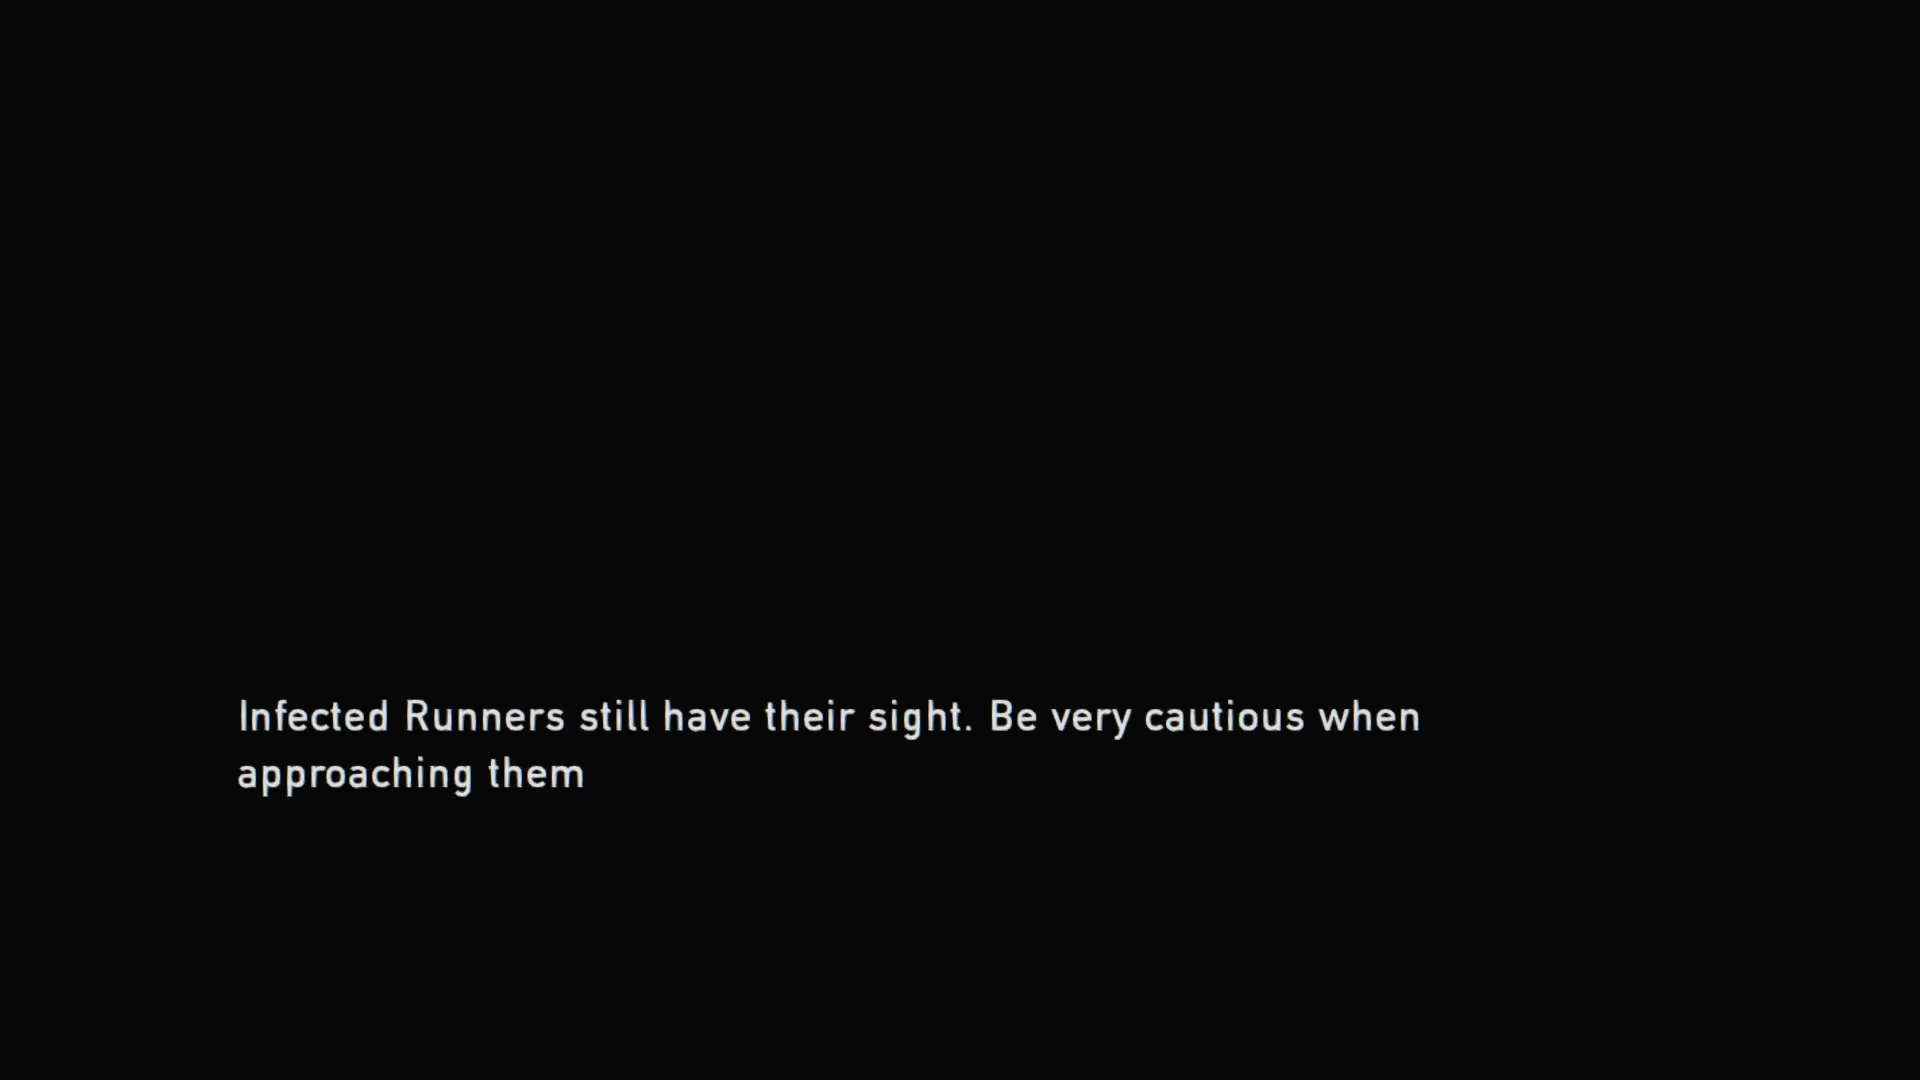 Infected Runners still have their sight. Be very cautious when
approaching them